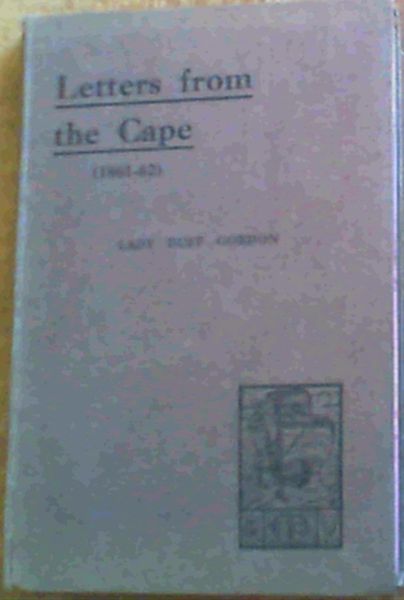 Letters from
the Cape
(1861-62)
LADY DUFF GORDON